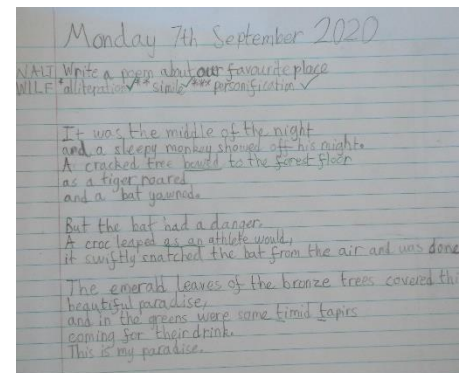 Monday 7th September 2020
WALT Write a poem about our favourite place
WILF *alliteration✓ **simile✓ ***personification ✓
It was the middle of the night
and a sleepy monkey showed off his might.
A cracked tree bowed to the forest floor
as a tiger roared,
and a bat yawned.
But the bat had a danger.
A croc leaped as an athlete would,
it swiftly snatched the bat from the air and was done
The emerald leaves of the bronze trees covered thi
beautiful paradise,
and in the greens were some timid tapirs
coming for their drink.
This is my paradise.